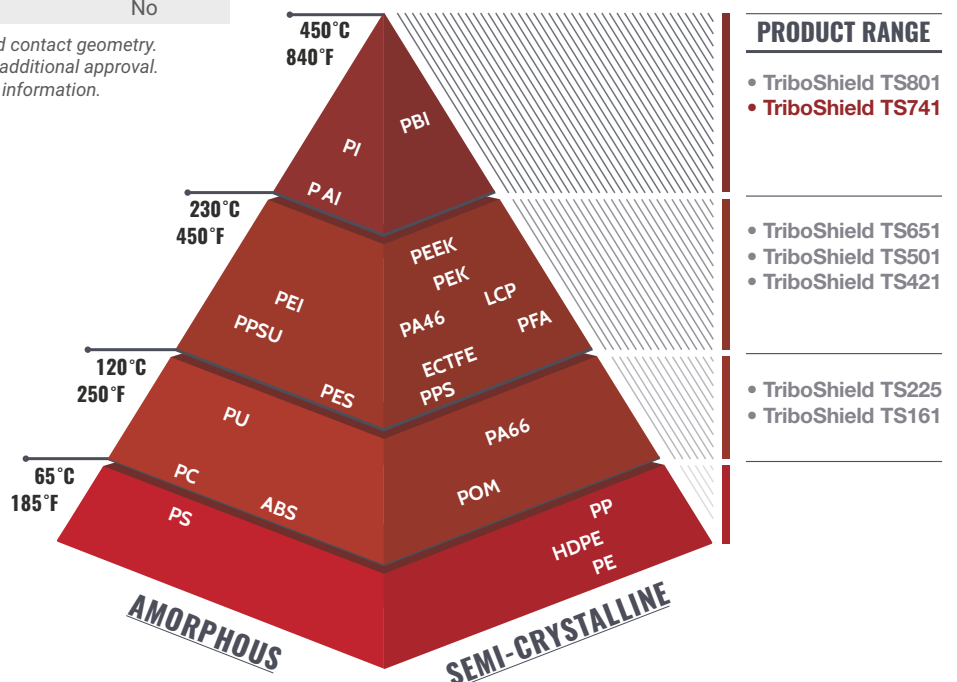 No
d contact geometry.
additional approval.
information.
450°C
840°F
PBI
PI
PAI
230°C
450°F
PEEK
PEK
LCP
PEI
PA46
PFA
PPSU
ECTFE
PPS
PES
120°C
250°F
PU
PA66
PC
POM
ABS
65°C
185°F
PS
PP
HDPE
PE
AMORPHOUS
SEMI-CRYSTALLINE
PRODUCT RANGE
• TriboShield TS801
• TriboShield TS741
• TriboShield TS651
• TriboShield TS501
• TriboShield TS421
• TriboShield TS225
• TriboShield TS161